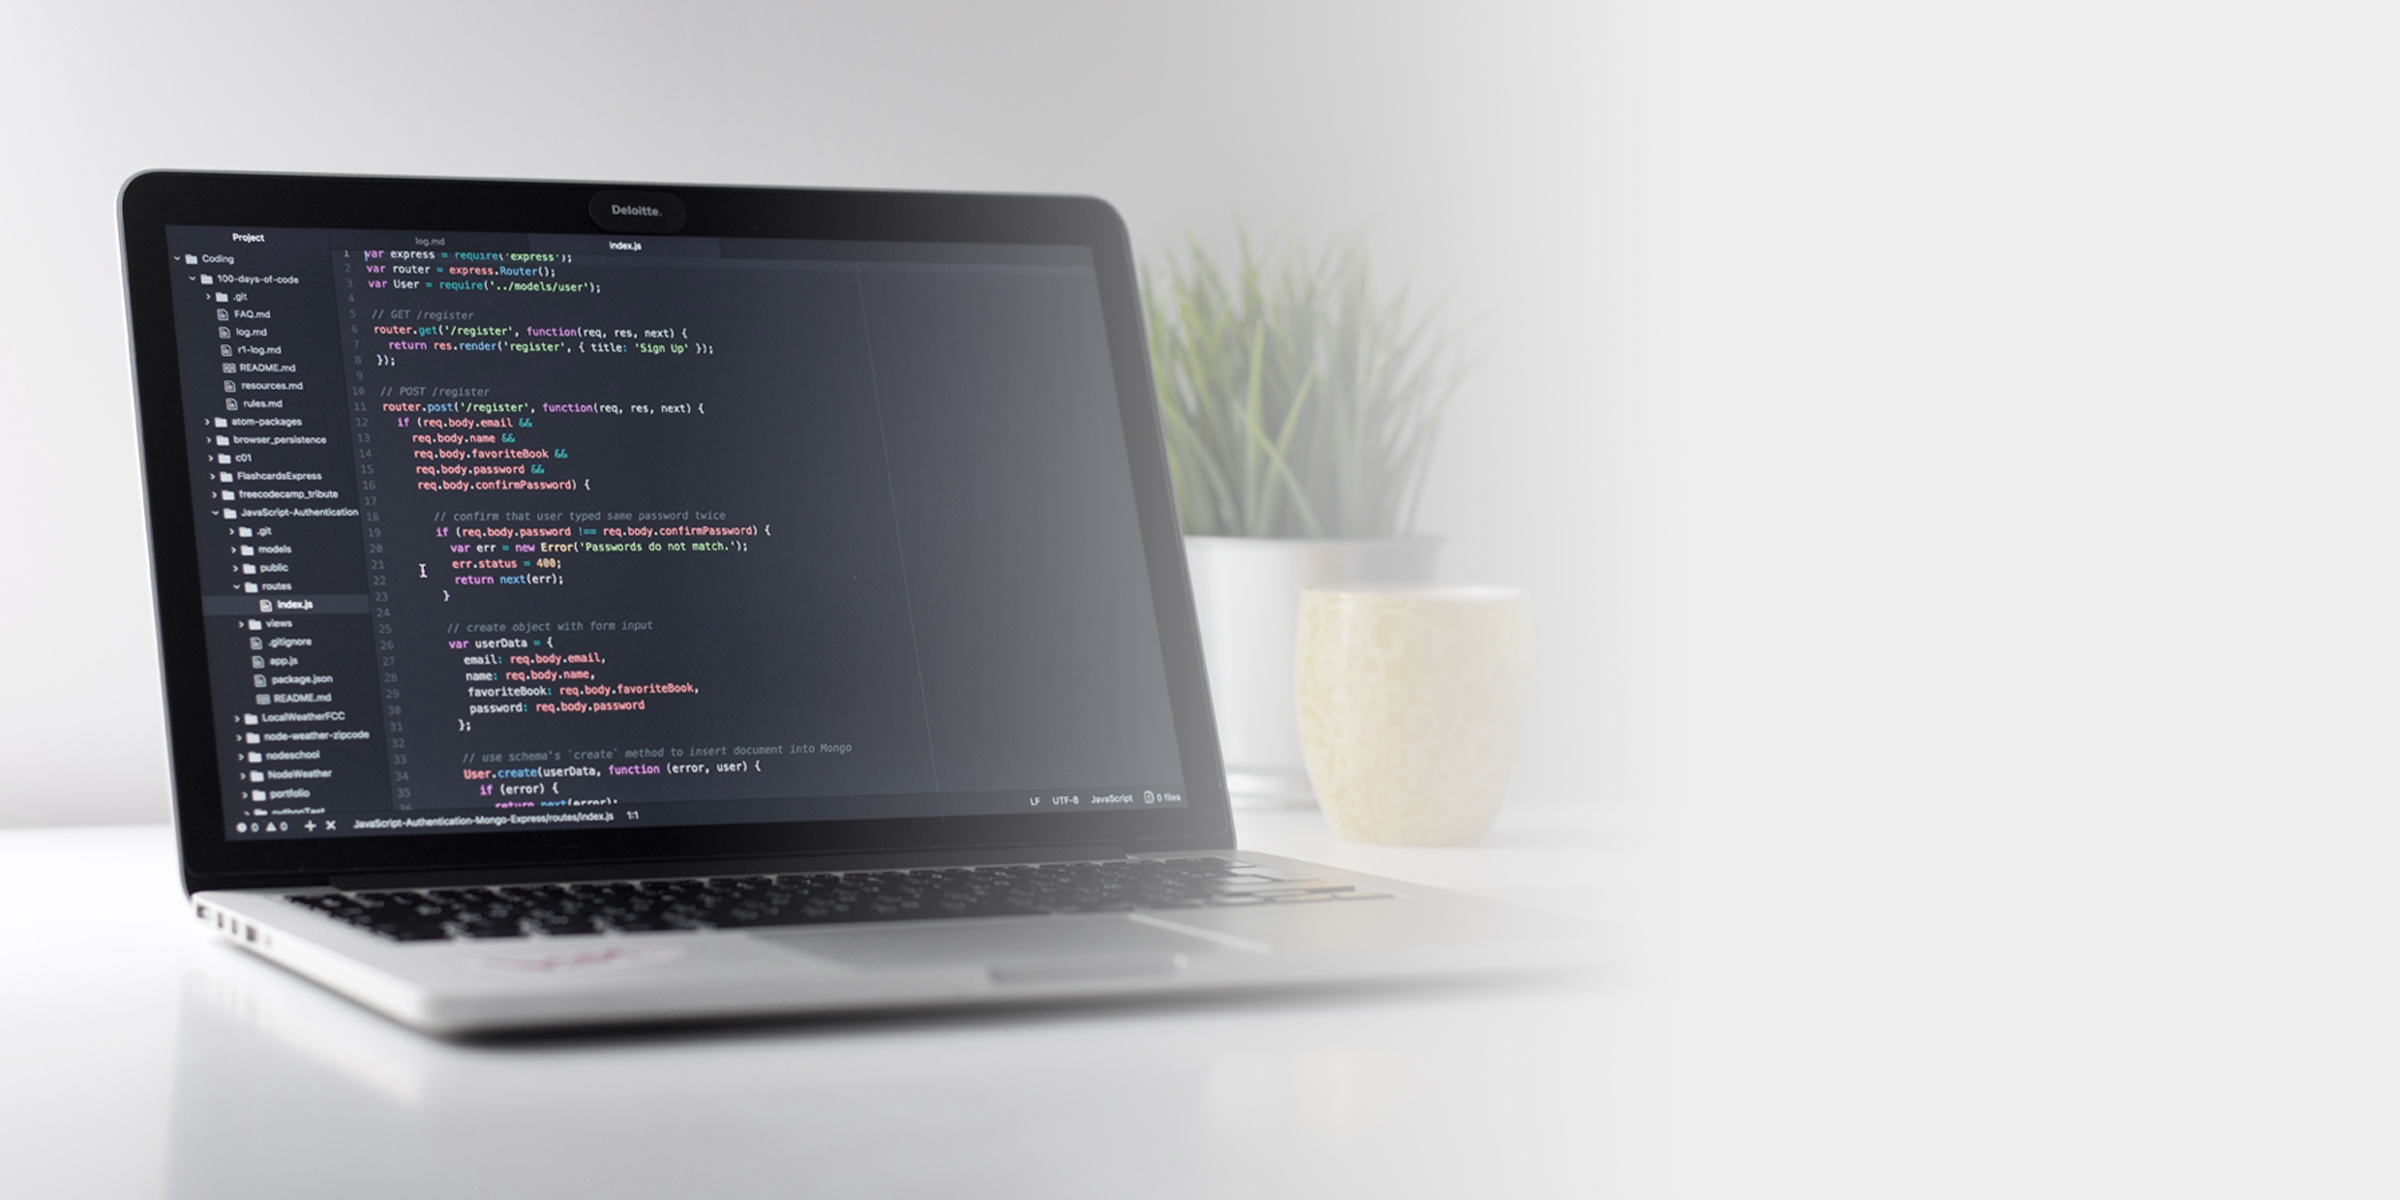 Deloitte.
Project
log.md
index.js
Coding
100-days-of-code
.git
FAQ.md
log.md
r1-log.md
README.md
resources.md
rules.md
atom-packages
browser_persistence
c01
FlashcardsExpress
freecodecamp_tribute
JavaScript-Authentication
.git
models
public
routes
index.js
views
.gitignore
app.js
package.json
README.md
LocalWeatherFCC
node-weather-zipcode
nodeschool
NodeWeather
portfolio
pythonTest
1 var express = require('express');
2 var router = express.Router();
3 var User = require('../models/user');
4
5 // GET /register
6 router.get('/register', function(req, res, next) {
7 return res.render('register', { title: 'Sign Up' });
8 });
9
10 // POST /register
11 router.post('/register', function(req, res, next) {
12 if (req.body.email &&
13 req.body.name &&
14 req.body.favoriteBook &&
15 req.body.password &&
16 req.body.confirmPassword) {
17
18 // confirm that user typed same password twice
19 if (req.body.password !== req.body.confirmPassword) {
20 var err = new Error('Passwords do not match.');
21 err.status = 400;
22 return next(err);
23 }
24
25 // create object with form input
26 var userData = {
27 email: req.body.email,
28 name: req.body.name,
29 favoriteBook: req.body.favoriteBook,
30 password: req.body.password
31 };
32
33 // use schema's `create` method to insert document into Mongo
34 User.create(userData, function (error, user) {
35 if (error) {
36 return next(error);
0 0 JavaScript-Authentication-Mongo-Express/routes/index.js 1:1
LF UTF-8 JavaScript 0 files